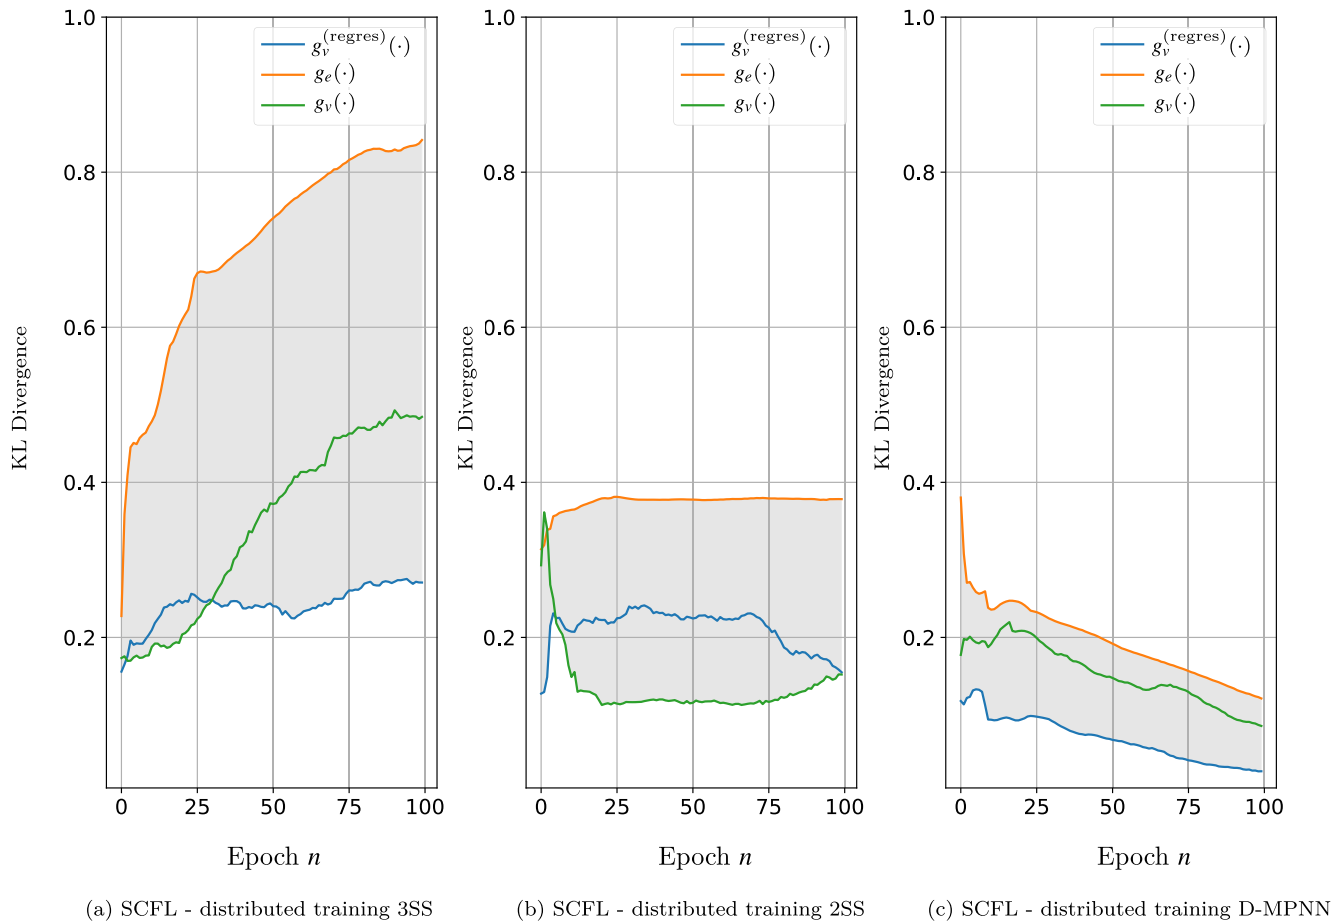 1.0
0.8
0.6
0.4
0.2
0
25
50
75
100
KL Divergence
Epoch n
g_v^(regres)(·)
g_e(·)
g_v(·)
(a) SCFL - distributed training 3SS
1.0
0.8
0.6
0.4
0.2
0
25
50
75
100
KL Divergence
Epoch n
g_v^(regres)(·)
g_e(·)
g_v(·)
(b) SCFL - distributed training 2SS
1.0
0.8
0.6
0.4
0.2
0
25
50
75
100
KL Divergence
Epoch n
g_v^(regres)(·)
g_e(·)
g_v(·)
(c) SCFL - distributed training D-MPNN